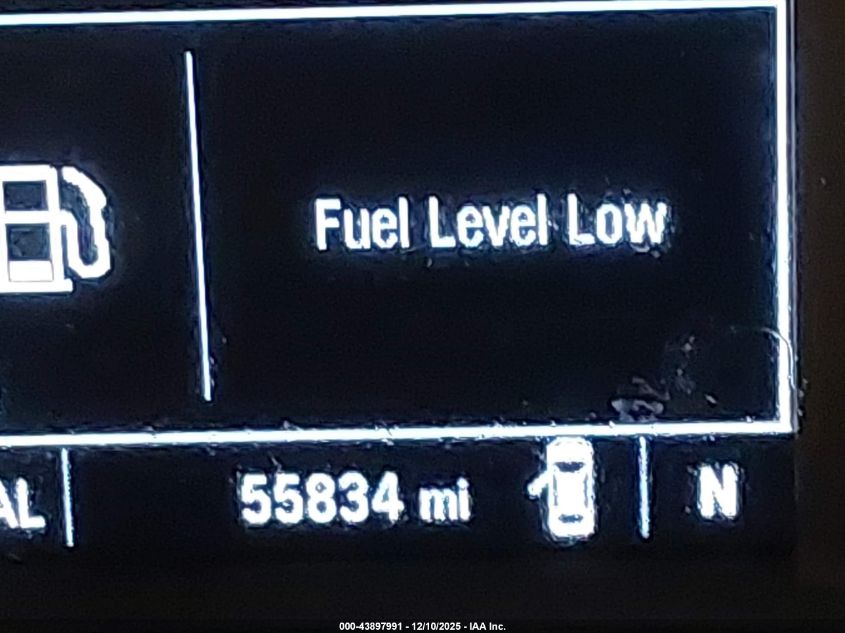 Fuel Level Low
AL 55834 mi N
000-43897991 - 12/10/2025 - IAA Inc.